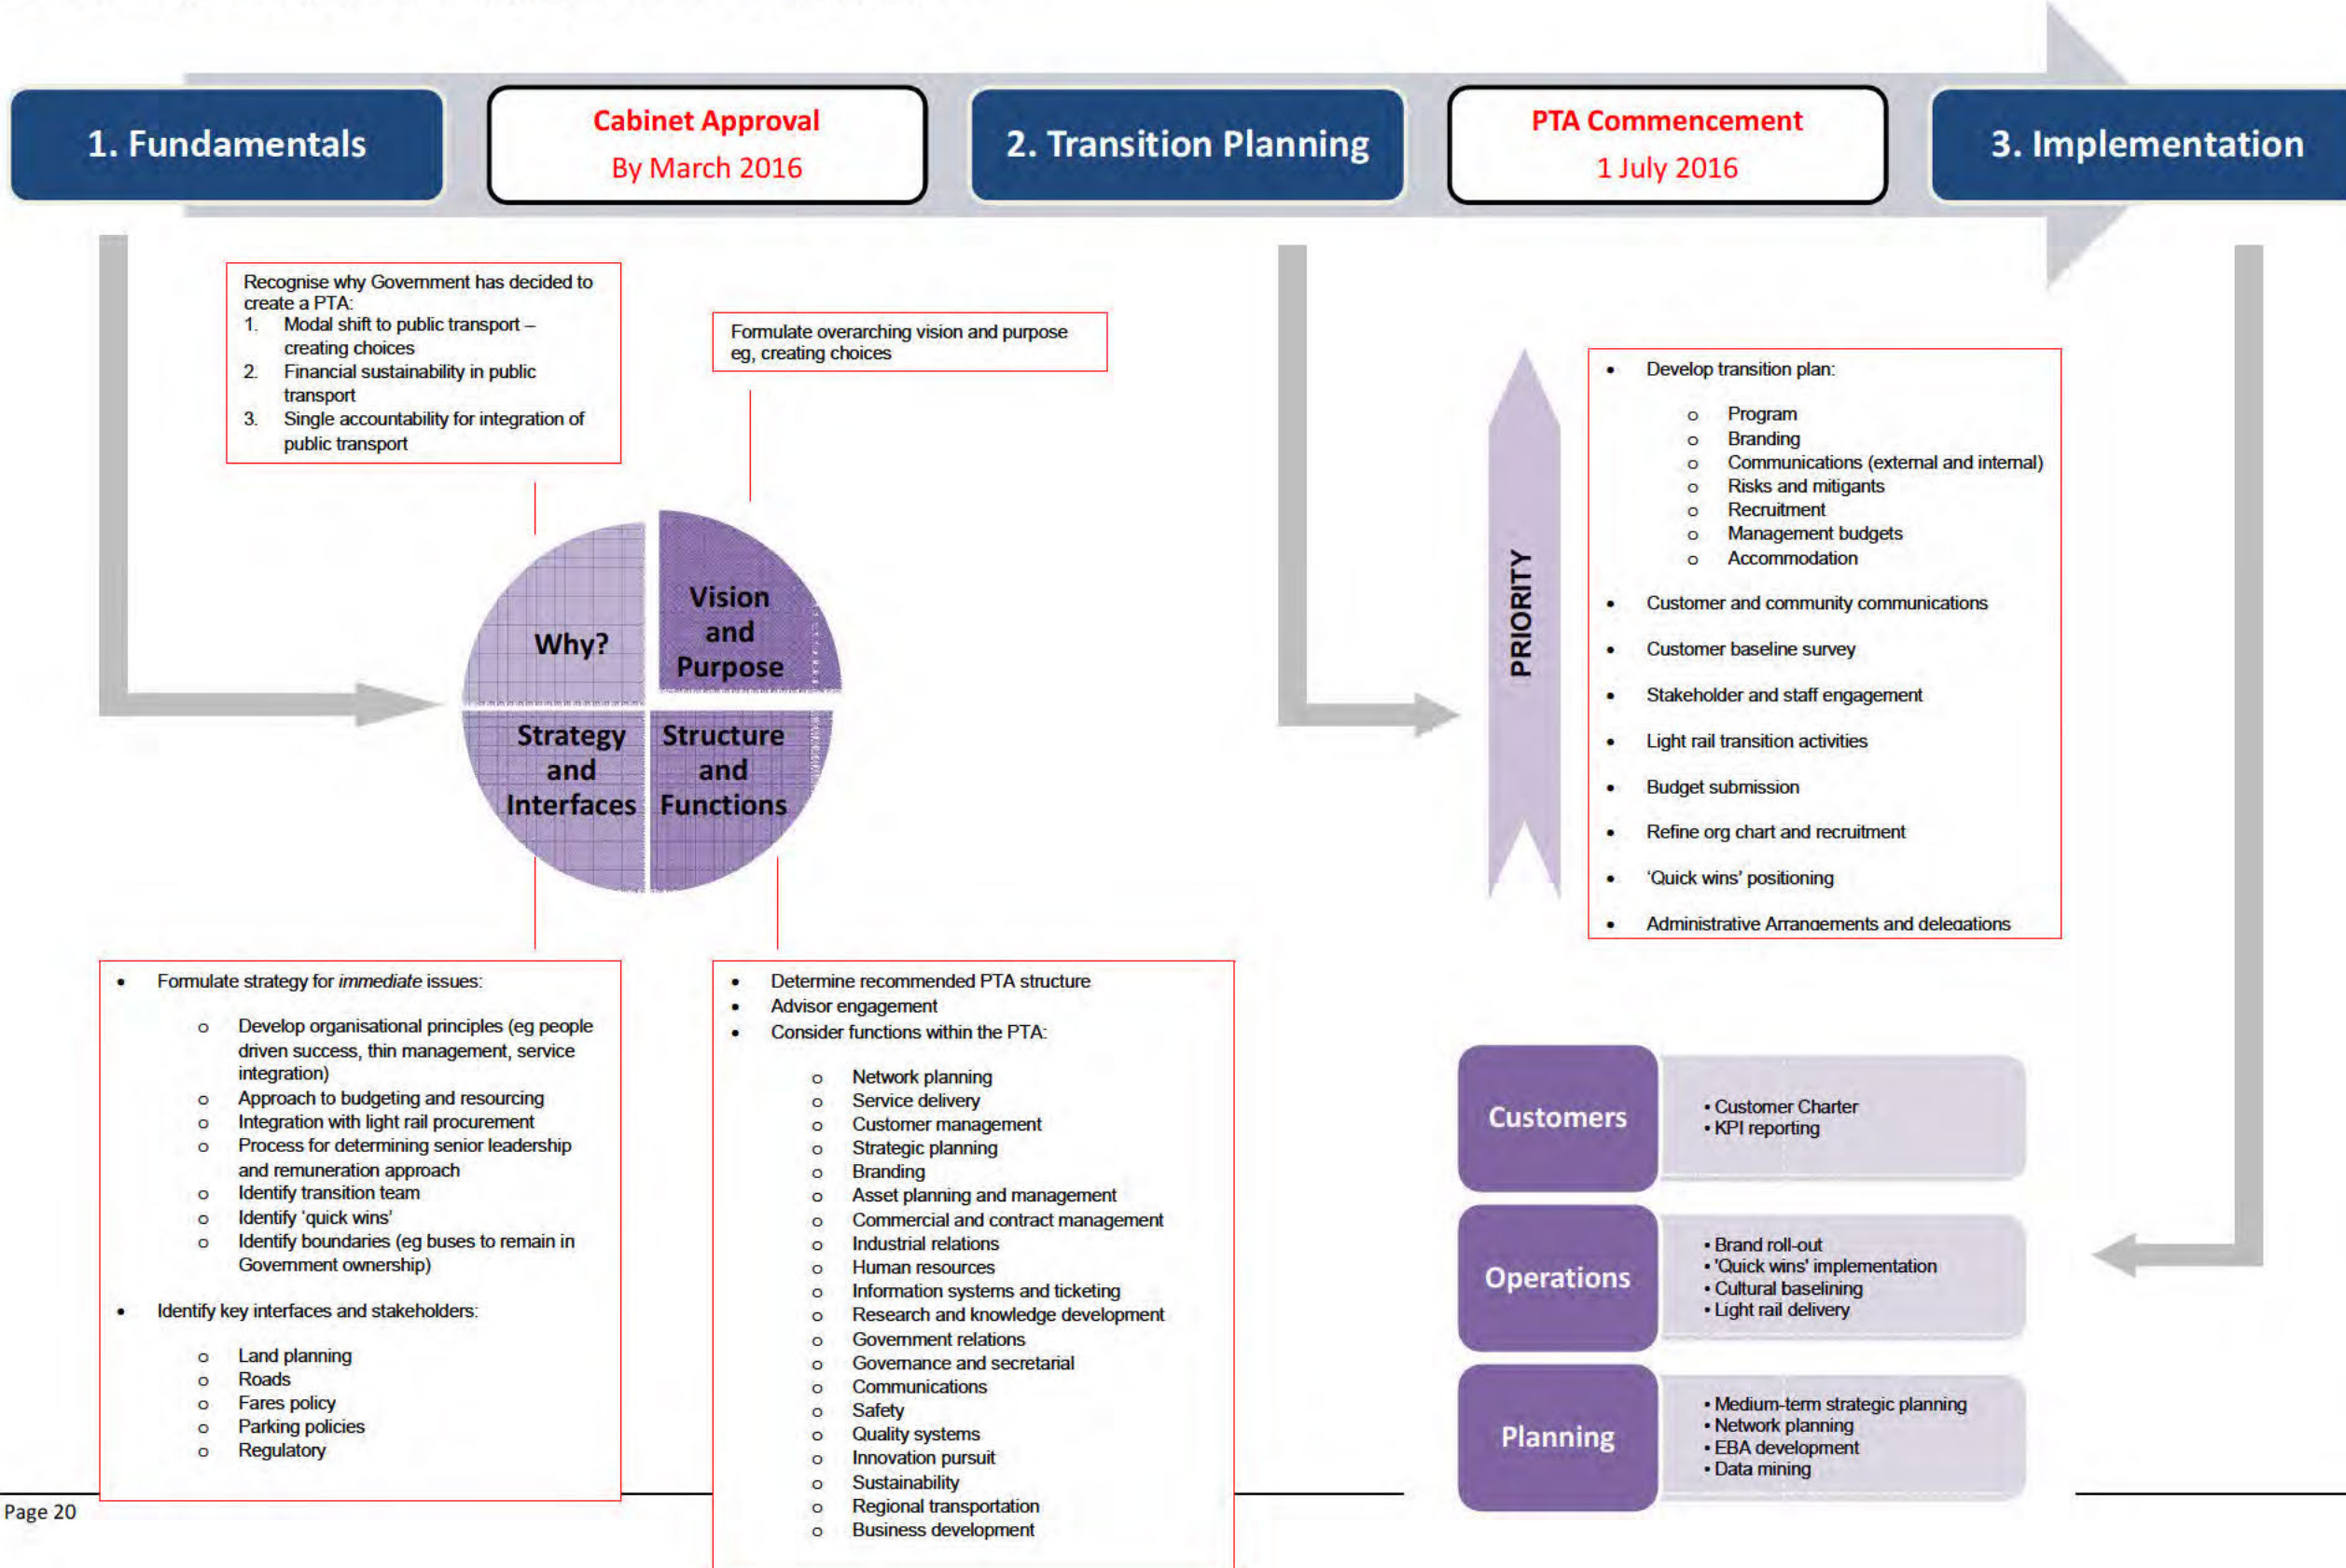 1. Fundamentals
Cabinet Approval
By March 2016
2. Transition Planning
PTA Commencement
1 July 2016
3. Implementation
Recognise why Government has decided to
create a PTA:
1. Modal shift to public transport –
creating choices
2. Financial sustainability in public
transport
3. Single accountability for integration of
public transport
Formulate overarching vision and purpose
eg, creating choices
Why?
Vision
and
Purpose
Strategy
and
Interfaces
Structure
and
Functions
• Formulate strategy for immediate issues:
o Develop organisational principles (eg people
driven success, thin management, service
integration)
o Approach to budgeting and resourcing
o Integration with light rail procurement
o Process for determining senior leadership
and remuneration approach
o Identify transition team
o Identify ‘quick wins’
o Identify boundaries (eg buses to remain in
Government ownership)
• Identify key interfaces and stakeholders:
o Land planning
o Roads
o Fares policy
o Parking policies
o Regulatory
• Determine recommended PTA structure
• Advisor engagement
• Consider functions within the PTA:
o Network planning
o Service delivery
o Customer management
o Strategic planning
o Branding
o Asset planning and management
o Commercial and contract management
o Industrial relations
o Human resources
o Information systems and ticketing
o Research and knowledge development
o Government relations
o Governance and secretarial
o Communications
o Safety
o Quality systems
o Innovation pursuit
o Sustainability
o Regional transportation
o Business development
PRIORITY
• Develop transition plan:
o Program
o Branding
o Communications (external and internal)
o Risks and mitigants
o Recruitment
o Management budgets
o Accommodation
• Customer and community communications
• Customer baseline survey
• Stakeholder and staff engagement
• Light rail transition activities
• Budget submission
• Refine org chart and recruitment
• ‘Quick wins’ positioning
• Administrative Arrangements and delegations
Customers
• Customer Charter
• KPI reporting
Operations
• Brand roll-out
• 'Quick wins' implementation
• Cultural baselining
• Light rail delivery
Planning
• Medium-term strategic planning
• Network planning
• EBA development
• Data mining
Page 20